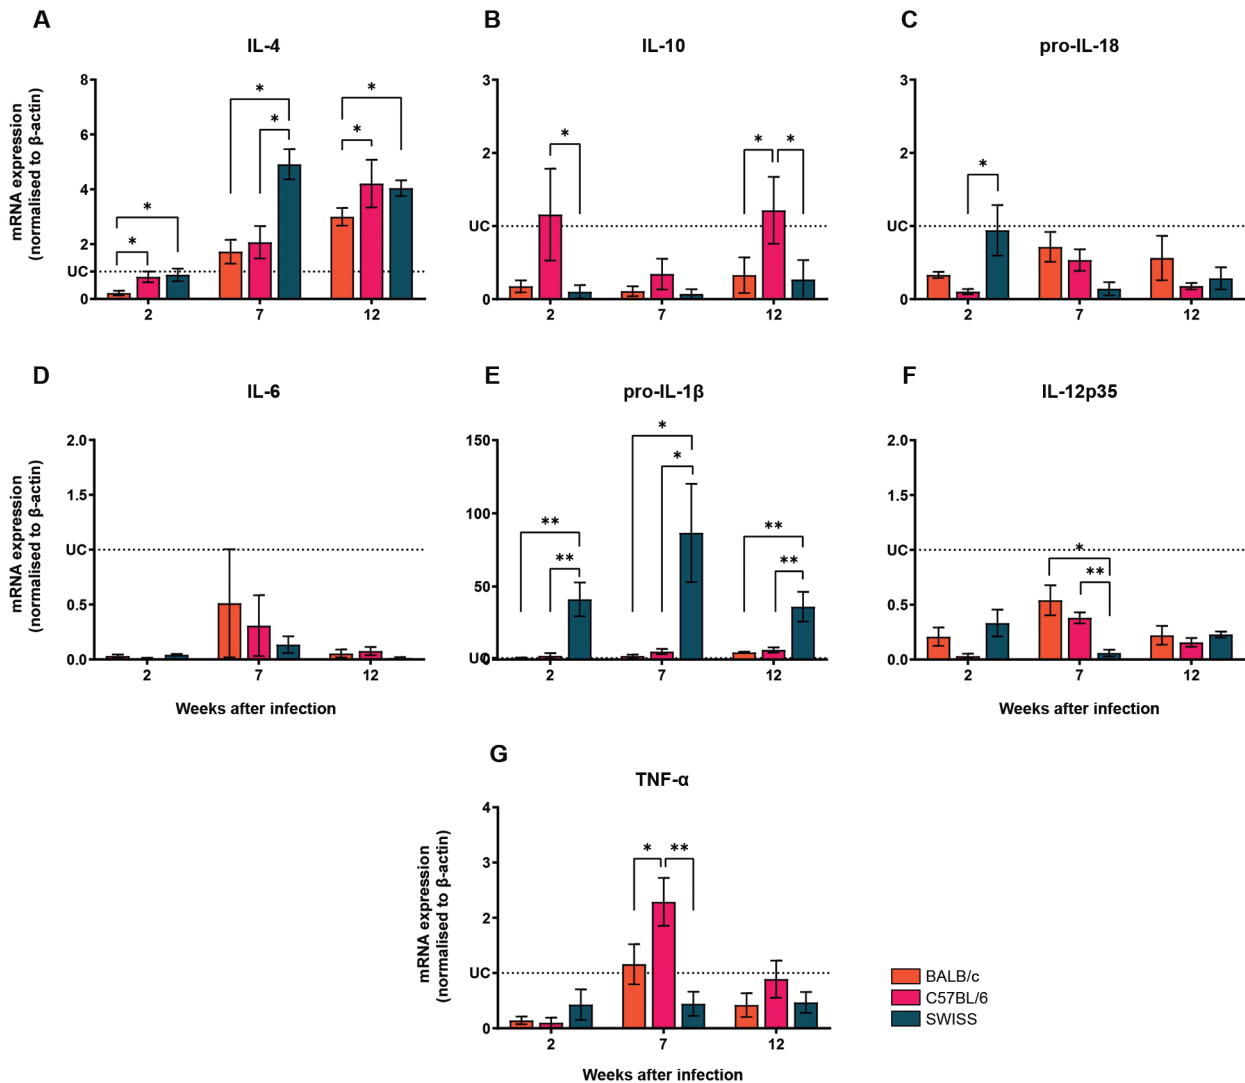 A
IL-4
mRNA expression
(normalised to β-actin)
8
6
4
2
UC
0
*
*
*
*
*
*
2
7
12
B
IL-10
3
2
UC
0
*
*
*
2
7
12
C
pro-IL-18
3
2
UC
0
*
2
7
12
D
IL-6
mRNA expression
(normalised to β-actin)
2.0
1.5
UC
0.5
0.0
2
7
12
Weeks after infection
E
pro-IL-1β
150
100
50
UC
0
**
**
*
*
**
**
2
7
12
F
IL-12p35
2.0
1.5
UC
0.5
0.0
*
**
2
7
12
Weeks after infection
G
TNF-α
mRNA expression
(normalised to β-actin)
4
3
2
UC
0
*
**
2
7
12
Weeks after infection
BALB/c
C57BL/6
SWISS